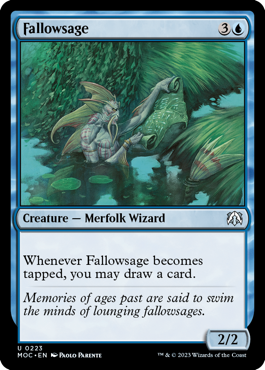 Fallowsage 3
Creature — Merfolk Wizard
Whenever Fallowsage becomes
tapped, you may draw a card.
Memories of ages past are said to swim
the minds of lounging fallowsages.
2/2
U 0223
MOC • EN Paolo Parente
™ & © 2023 Wizards of the Coast